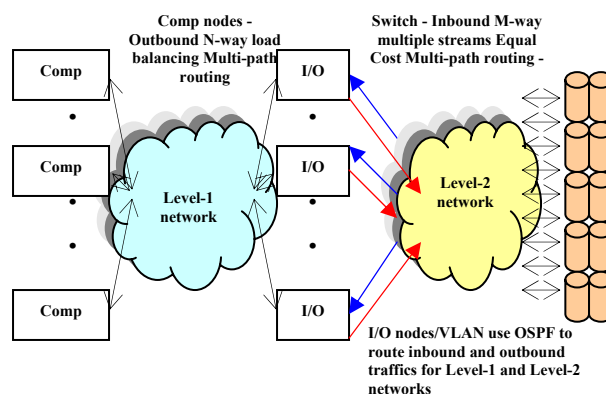 Comp nodes -
Outbound N-way load
balancing Multi-path
routing
Switch - Inbound M-way
multiple streams Equal
Cost Multi-path routing -
Comp
I/O
Comp
I/O
Level-1
network
Level-2
network
Comp
I/O
I/O nodes/VLAN use OSPF to
route inbound and outbound
traffics for Level-1 and Level-2
networks